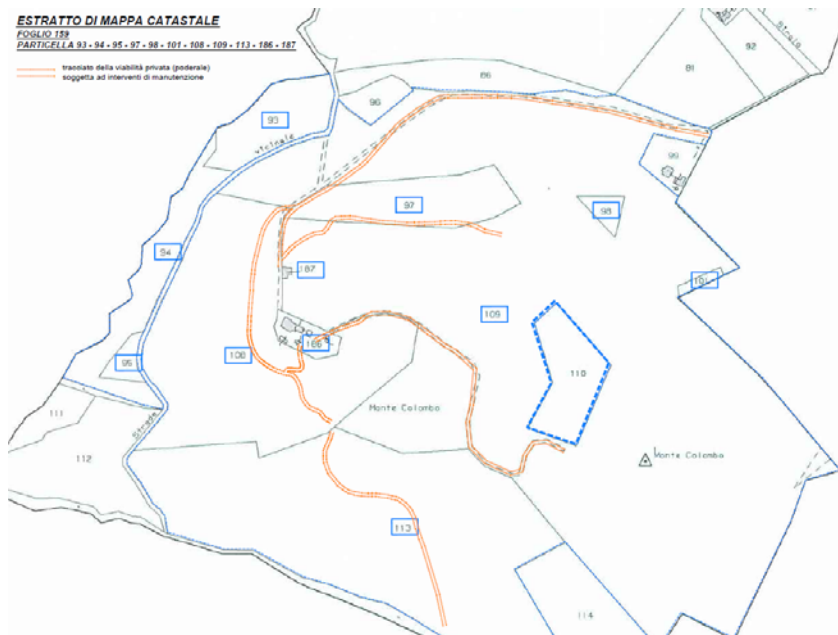 ESTRATTO DI MAPPA CATASTALE
FOGLIO 159
PARTICELLA 93 - 94 - 95 - 97 - 98 - 101 - 108 - 109 - 113 - 186 - 187
tracciato della viabilità privata (poderale)
soggetta ad interventi di manutenzione
Strada
92
86
81
96
93
vicinale
99
97
98
94
187
101
109
186
108
95
110
111
Monte Colombo
Strada
112
Monte Colombo
113
114